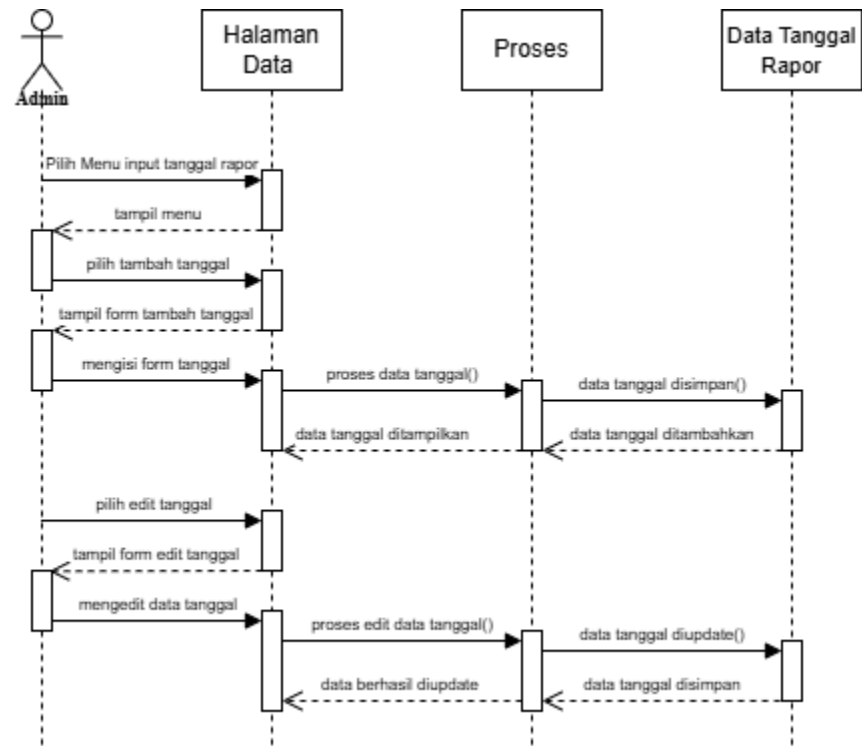 Halaman
Data
Proses
Data Tanggal
Rapor
Admin
Pilih Menu input tanggal rapor
tampil menu
pilih tambah tanggal
tampil form tambah tanggal
mengisi form tanggal
proses data tanggal()
data tanggal disimpan()
data tanggal ditampilkan
data tanggal ditambahkan
pilih edit tanggal
tampil form edit tanggal
mengedit data tanggal
proses edit data tanggal()
data tanggal diupdate()
data berhasil diupdate
data tanggal disimpan